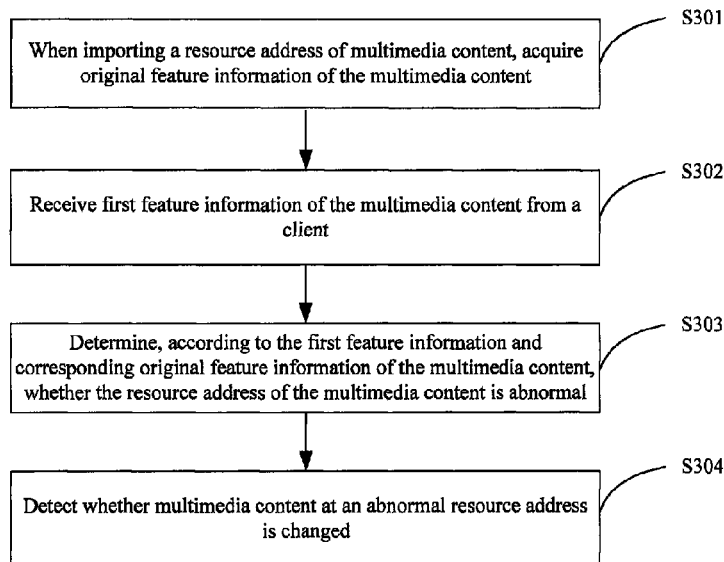 S301
When importing a resource address of multimedia content, acquire
original feature information of the multimedia content
S302
Receive first feature information of the multimedia content from a
client
S303
Determine, according to the first feature information and
corresponding original feature information of the multimedia content,
whether the resource address of the multimedia content is abnormal
S304
Detect whether multimedia content at an abnormal resource address
is changed